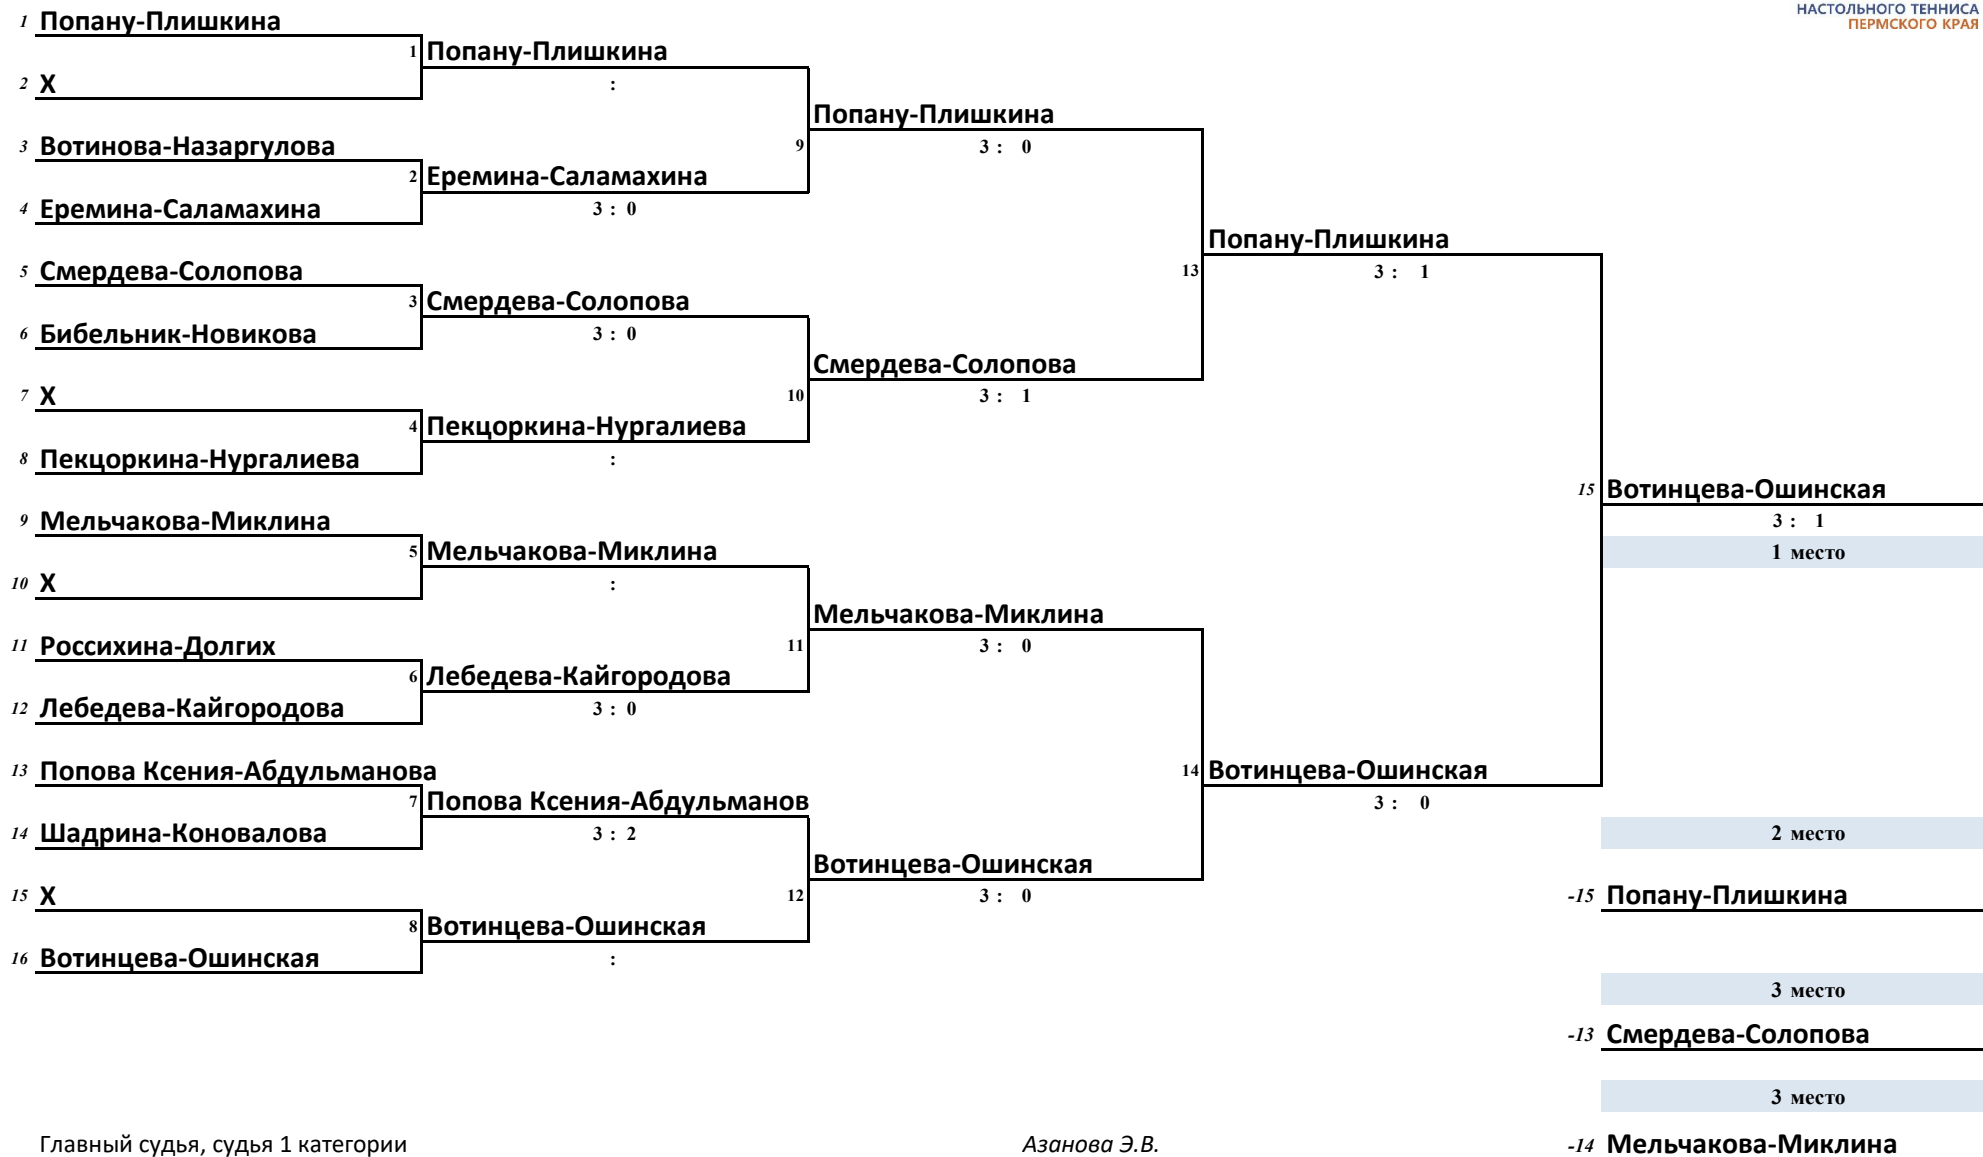 НАСТОЛЬНОГО ТЕННИСА
ПЕРМСКОГО КРАЯ
1 Попану-Плишкина
1 Попану-Плишкина
2 Х
:
Попану-Плишкина
3 Вотинова-Назаргулова
9
3 : 0
2 Еремина-Саламахина
4 Еремина-Саламахина
3 : 0
Попану-Плишкина
5 Смердева-Солопова
13
3 : 1
3 Смердева-Солопова
6 Бибельник-Новикова
3 : 0
Смердева-Солопова
7 Х
10
3 : 1
4 Пекцоркина-Нургалиева
8 Пекцоркина-Нургалиева
:
15 Вотинцева-Ошинская
9 Мельчакова-Миклина
3 : 1
5 Мельчакова-Миклина
1 место
10 Х
:
Мельчакова-Миклина
11 Россихина-Долгих
11
3 : 0
6 Лебедева-Кайгородова
12 Лебедева-Кайгородова
3 : 0
13 Попова Ксения-Абдульманова
14 Вотинцева-Ошинская
7 Попова Ксения-Абдульманов
3 : 0
14 Шадрина-Коновалова
3 : 2
2 место
Вотинцева-Ошинская
15 Х
12
3 : 0
-15 Попану-Плишкина
8 Вотинцева-Ошинская
16 Вотинцева-Ошинская
:
3 место
-13 Смердева-Солопова
3 место
Главный судья, судья 1 категории
Азанова Э.В.
-14 Мельчакова-Миклина